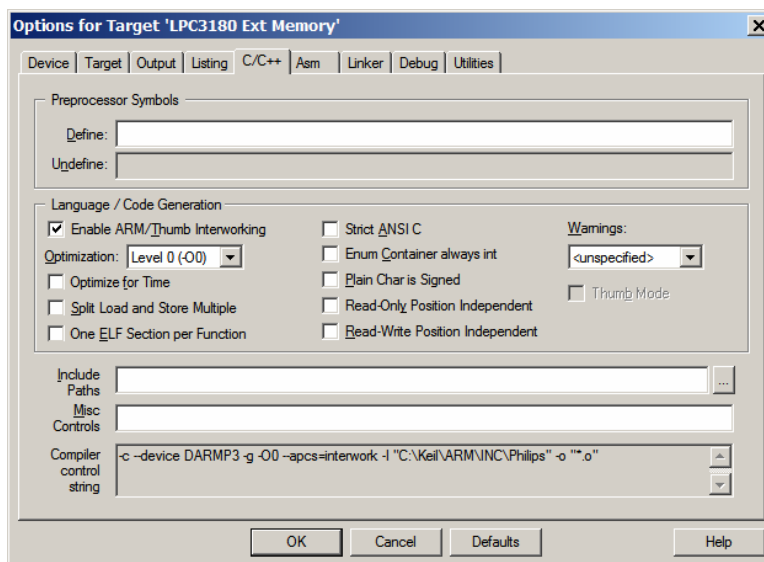 Options for Target 'LPC3180 Ext Memory'
Device Target Output Listing C/C++ Asm Linker Debug Utilities
Preprocessor Symbols
Define:
Undefine:
Language / Code Generation
Enable ARM/Thumb Interworking Strict ANSI C Warnings:
Optimization: Level 0 (-O0) Enum Container always int <unspecified>
Optimize for Time Plain Char is Signed Thumb Mode
Split Load and Store Multiple Read-Only Position Independent
One ELF Section per Function Read-Write Position Independent
Include
Paths
...
Misc
Controls
Compiler
control
string
-c --device DARMP3 -g -O0 --apcs=interwork -I "C:\Keil\ARM\INC\Philips" -o "*.o"
OK Cancel Defaults Help